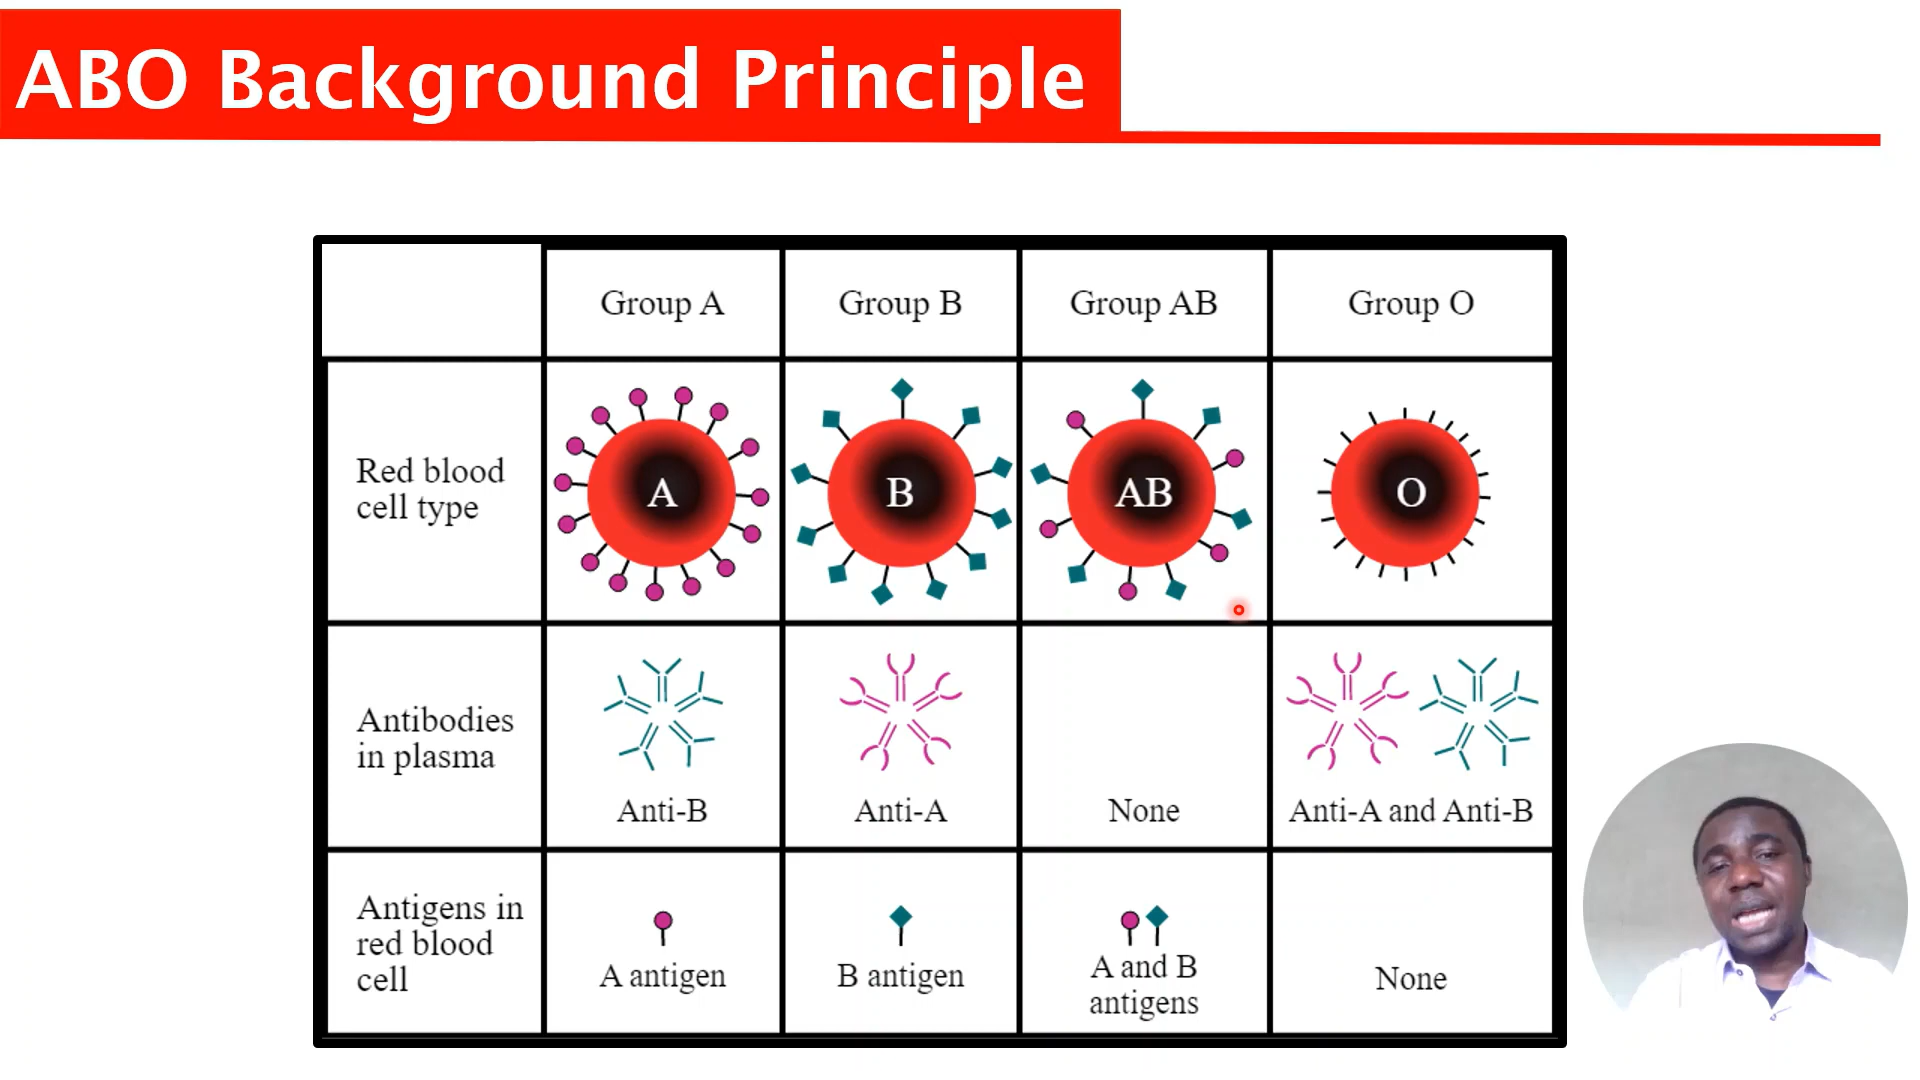 ABO Background Principle
Group A
Group B
Group AB
Group O
Red blood
cell type
A
B
AB
O
Antibodies
in plasma
Anti-B
Anti-A
None
Anti-A and Anti-B
Antigens in
red blood
cell
A antigen
B antigen
A and B
antigens
None